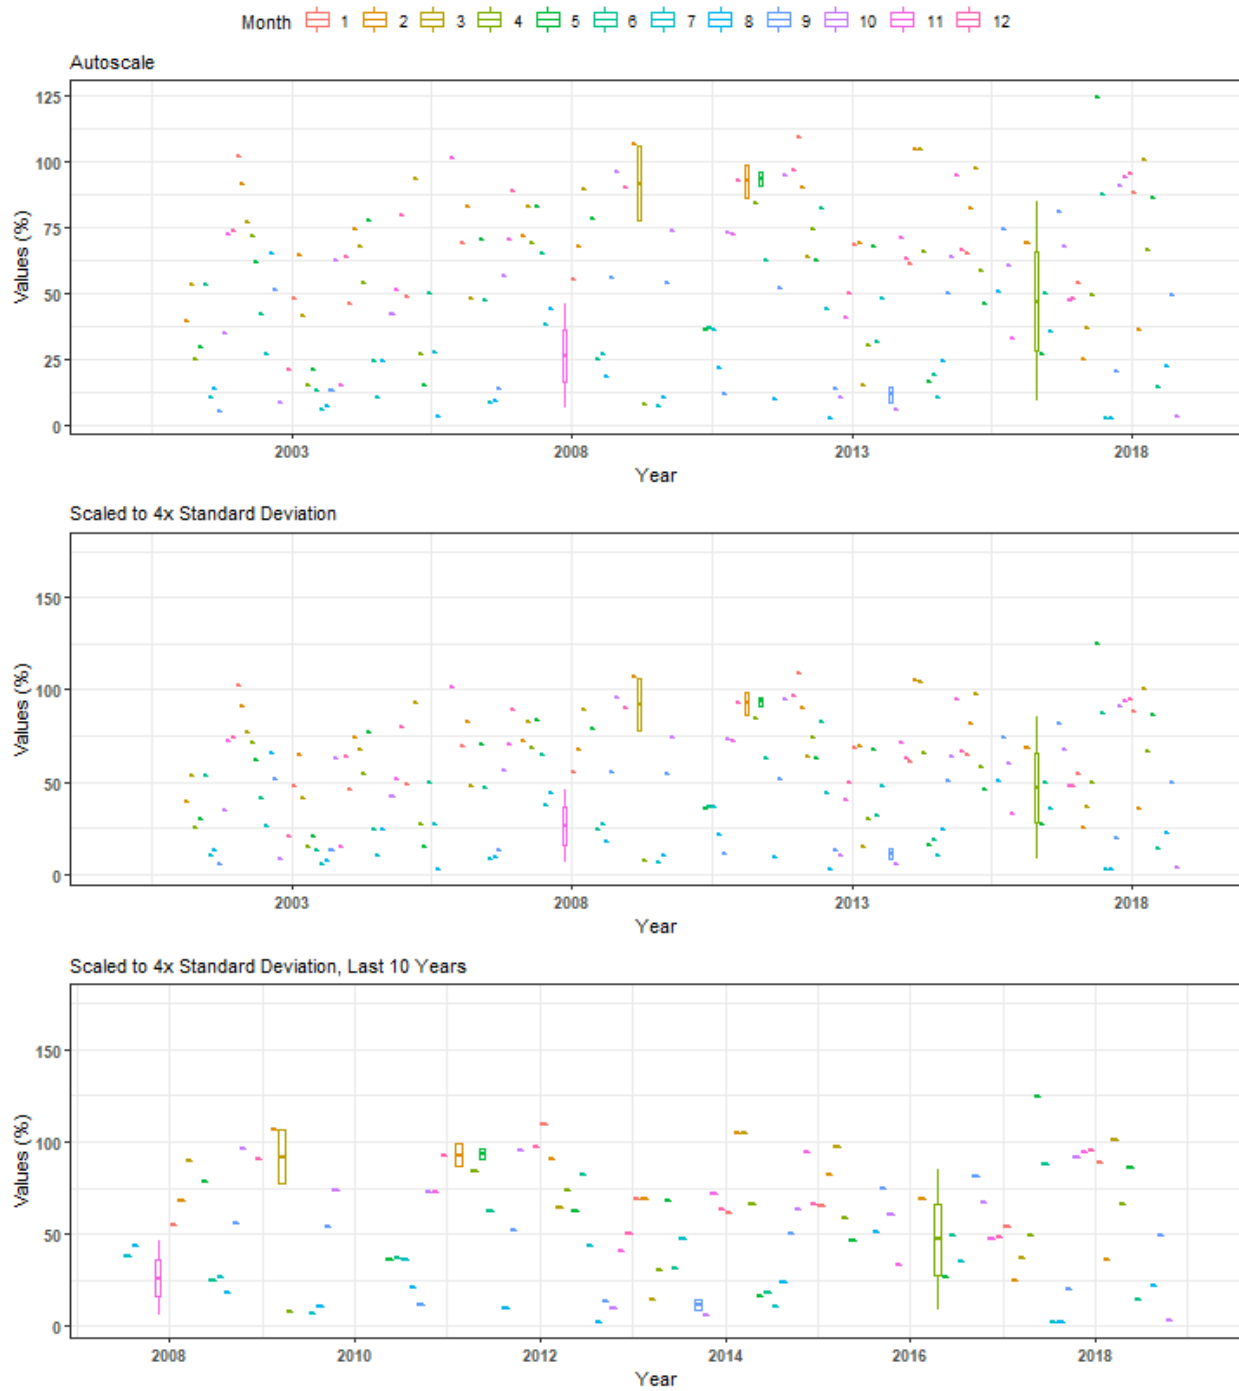 Month 1 2 3 4 5 6 7 8 9 10 11 12
Autoscale
125
100
75
50
25
0
Values (%)
2003 2008 2013 2018
Year
Scaled to 4x Standard Deviation
150
100
50
0
Values (%)
2003 2008 2013 2018
Year
Scaled to 4x Standard Deviation, Last 10 Years
150
100
50
0
Values (%)
2008 2010 2012 2014 2016 2018
Year